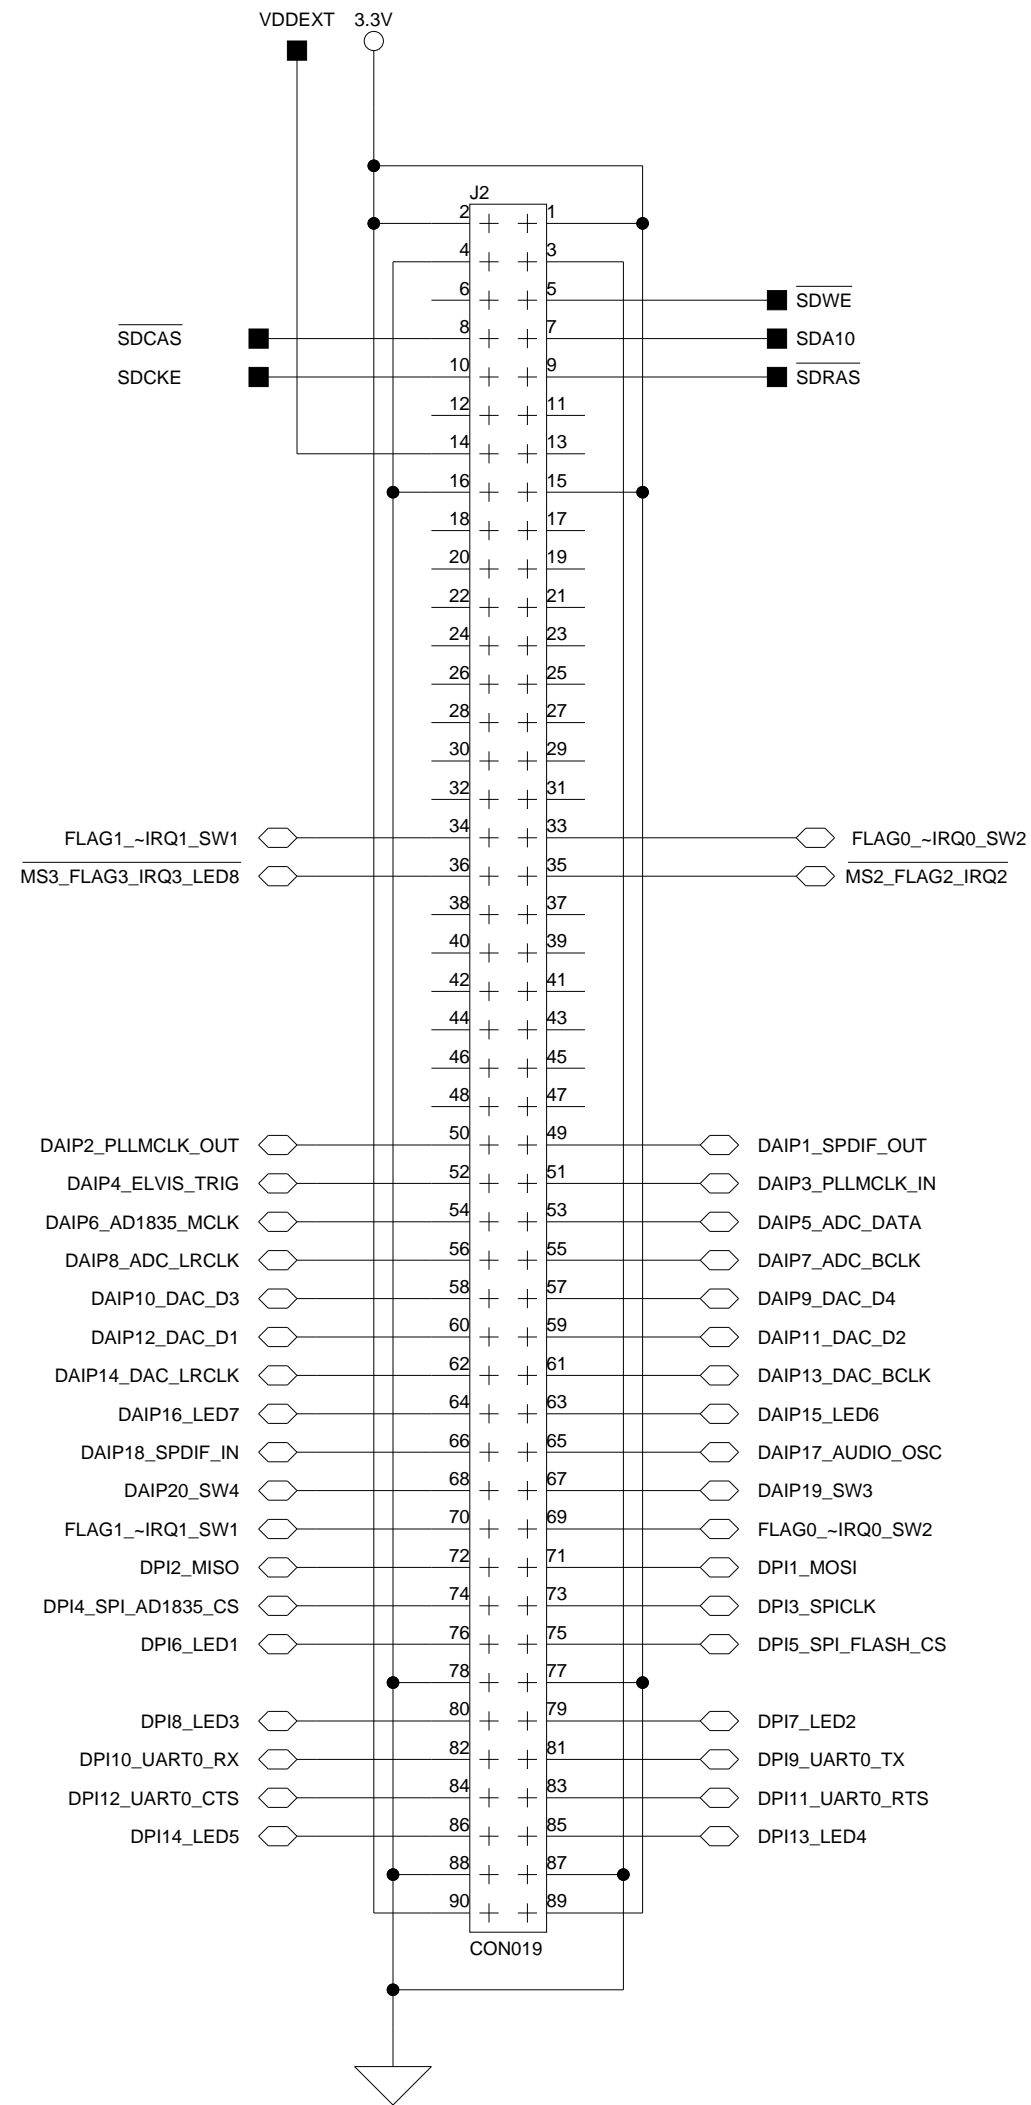 VDDEXT 3.3V
J2
2 1
4 3
6 5 SDWE
SDCAS 8 7 SDA10
SDCKE 10 9 SDRAS
12 11
14 13
16 15
18 17
20 19
22 21
24 23
26 25
28 27
30 29
32 31
FLAG1_~IRQ1_SW1 34 33 FLAG0_~IRQ0_SW2
MS3_FLAG3_IRQ3_LED8 36 35 MS2_FLAG2_IRQ2
38 37
40 39
42 41
44 43
46 45
48 47
DAIP2_PLLMCLK_OUT 50 49 DAIP1_SPDIF_OUT
DAIP4_ELVIS_TRIG 52 51 DAIP3_PLLMCLK_IN
DAIP6_AD1835_MCLK 54 53 DAIP5_ADC_DATA
DAIP8_ADC_LRCLK 56 55 DAIP7_ADC_BCLK
DAIP10_DAC_D3 58 57 DAIP9_DAC_D4
DAIP12_DAC_D1 60 59 DAIP11_DAC_D2
DAIP14_DAC_LRCLK 62 61 DAIP13_DAC_BCLK
DAIP16_LED7 64 63 DAIP15_LED6
DAIP18_SPDIF_IN 66 65 DAIP17_AUDIO_OSC
DAIP20_SW4 68 67 DAIP19_SW3
FLAG1_~IRQ1_SW1 70 69 FLAG0_~IRQ0_SW2
DPI2_MISO 72 71 DPI1_MOSI
DPI4_SPI_AD1835_CS 74 73 DPI3_SPICLK
DPI6_LED1 76 75 DPI5_SPI_FLASH_CS
78 77
DPI8_LED3 80 79 DPI7_LED2
DPI10_UART0_RX 82 81 DPI9_UART0_TX
DPI12_UART0_CTS 84 83 DPI11_UART0_RTS
DPI14_LED5 86 85 DPI13_LED4
88 87
90 89
CON019